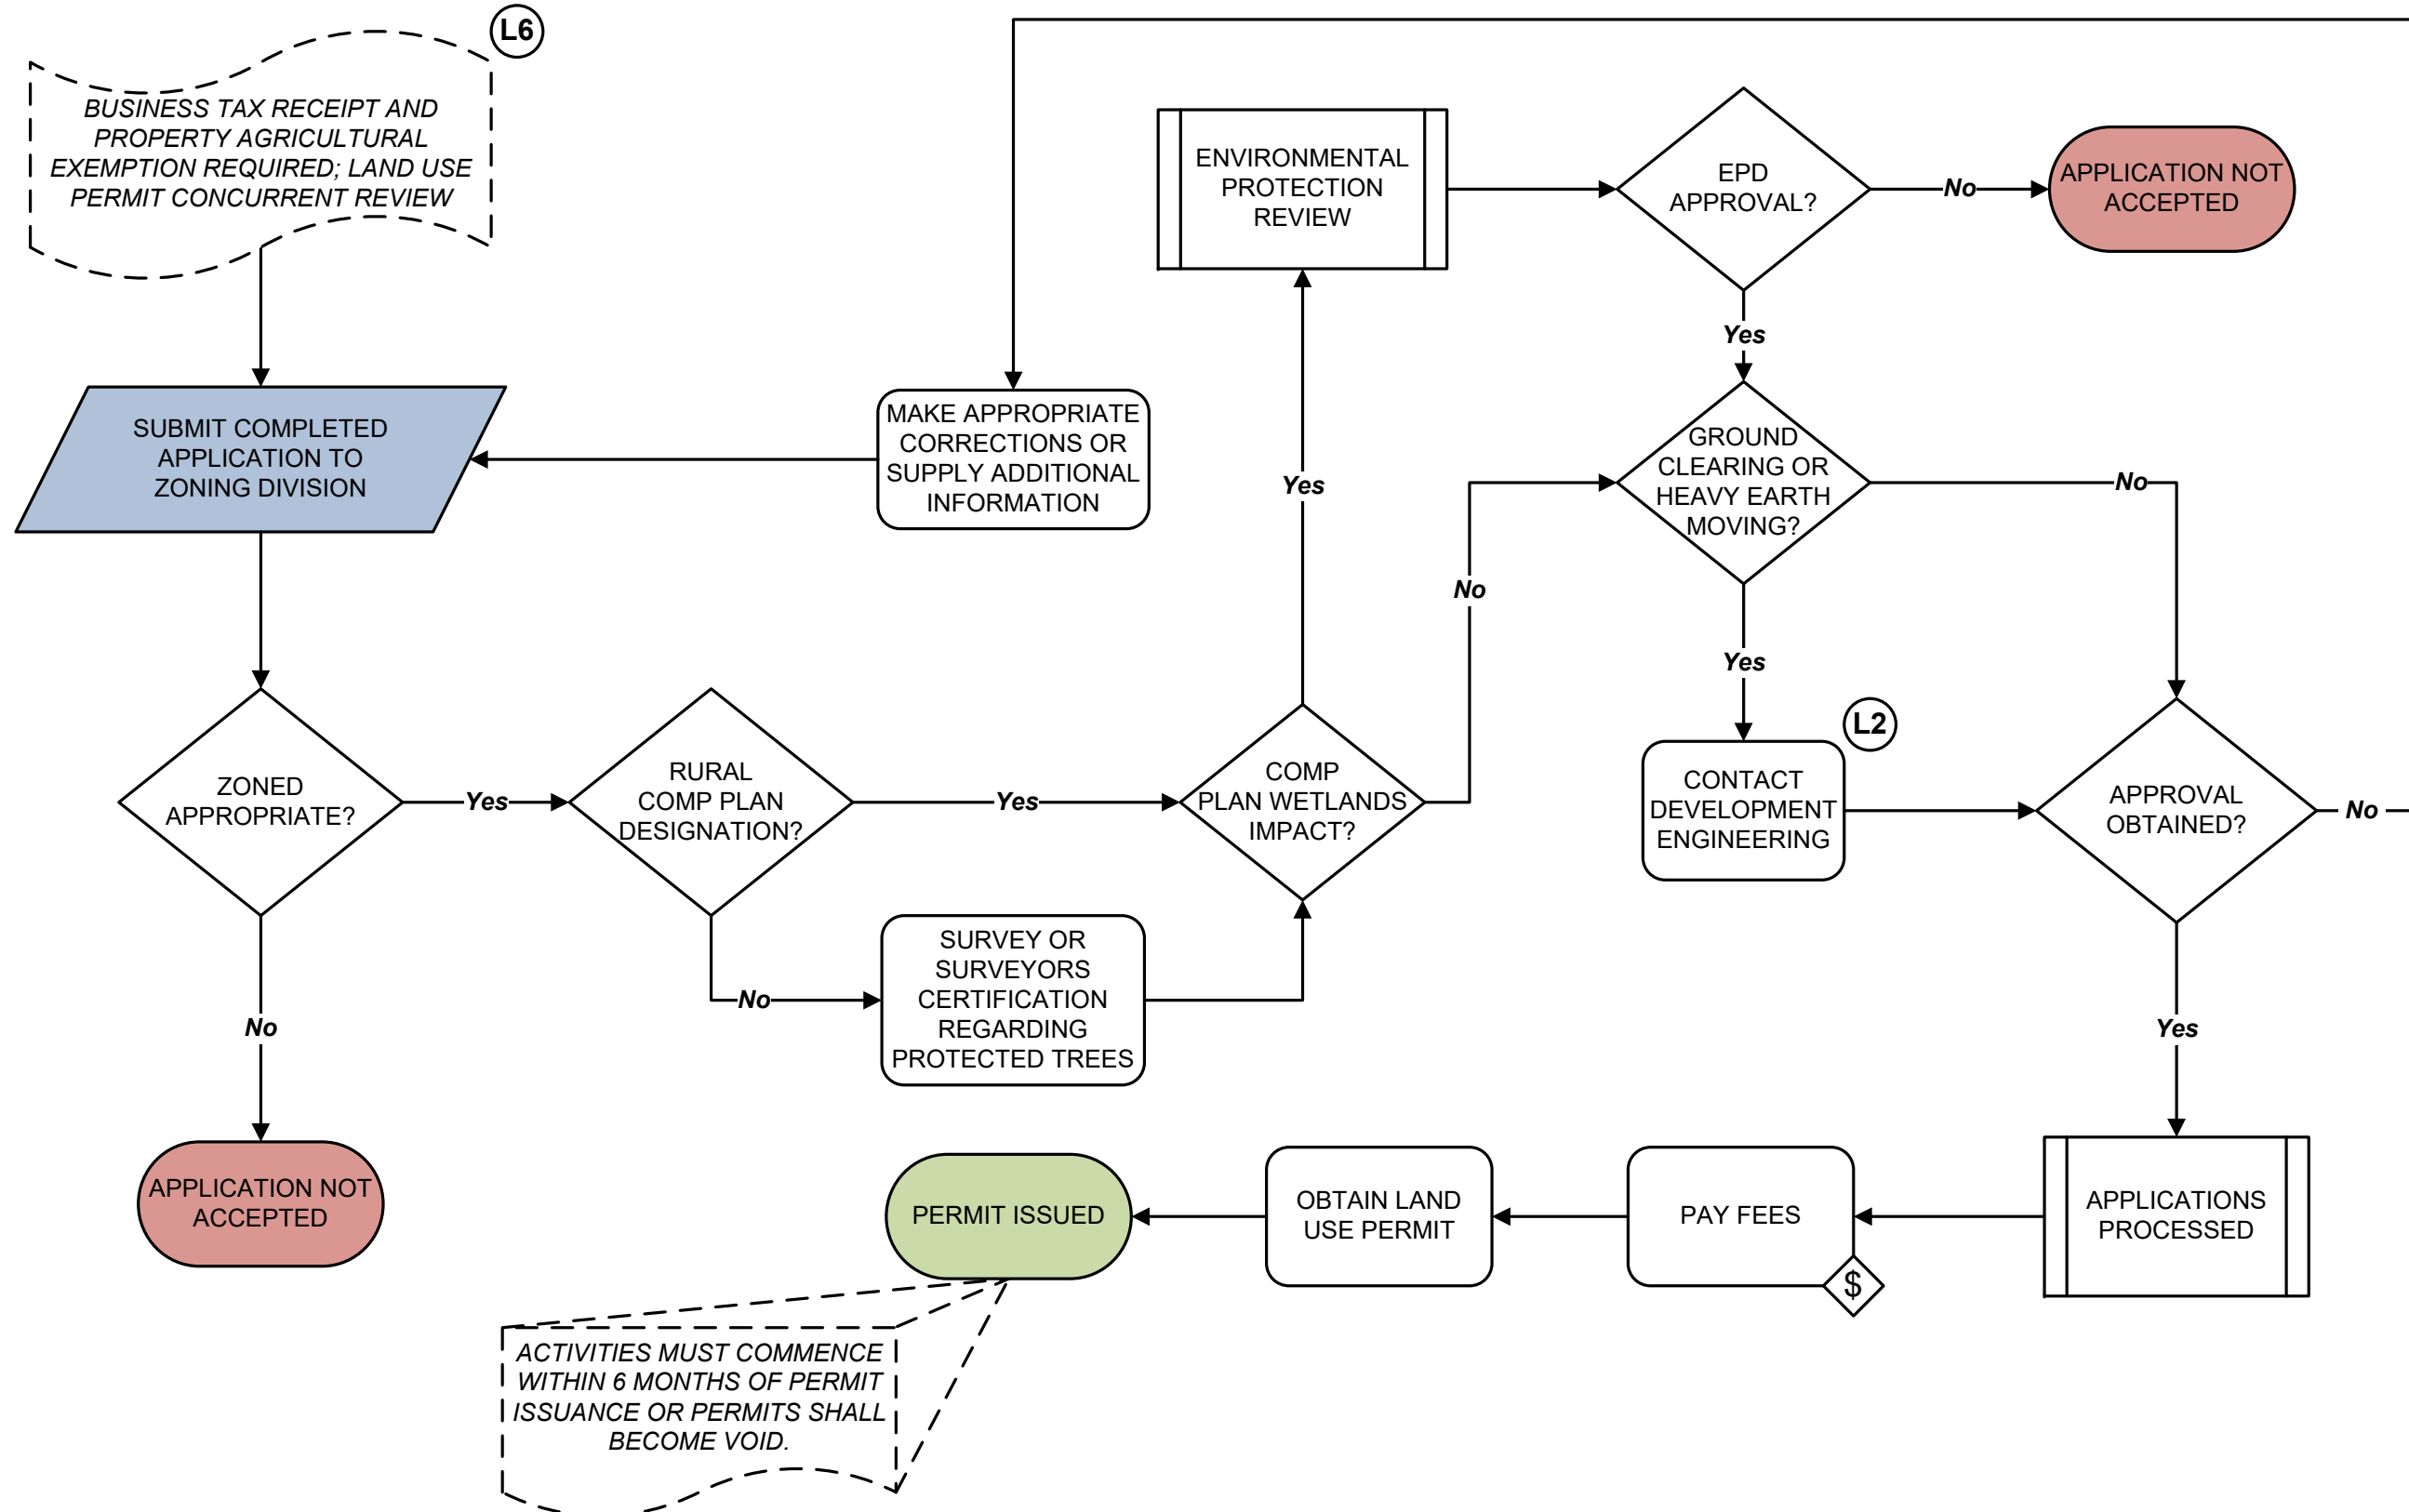 L6
BUSINESS TAX RECEIPT AND
PROPERTY AGRICULTURAL
EXEMPTION REQUIRED; LAND USE
PERMIT CONCURRENT REVIEW
ENVIRONMENTAL
PROTECTION
REVIEW
EPD
APPROVAL?
No
APPLICATION NOT
ACCEPTED
Yes
SUBMIT COMPLETED
APPLICATION TO
ZONING DIVISION
MAKE APPROPRIATE
CORRECTIONS OR
SUPPLY ADDITIONAL
INFORMATION
Yes
GROUND
CLEARING OR
HEAVY EARTH
MOVING?
No
No
Yes
ZONED
APPROPRIATE?
Yes
RURAL
COMP PLAN
DESIGNATION?
Yes
COMP
PLAN WETLANDS
IMPACT?
L2
CONTACT
DEVELOPMENT
ENGINEERING
APPROVAL
OBTAINED?
No
No
No
SURVEY OR
SURVEYORS
CERTIFICATION
REGARDING
PROTECTED TREES
Yes
APPLICATION NOT
ACCEPTED
PERMIT ISSUED
OBTAIN LAND
USE PERMIT
PAY FEES
$
APPLICATIONS
PROCESSED
ACTIVITIES MUST COMMENCE
WITHIN 6 MONTHS OF PERMIT
ISSUANCE OR PERMITS SHALL
BECOME VOID.